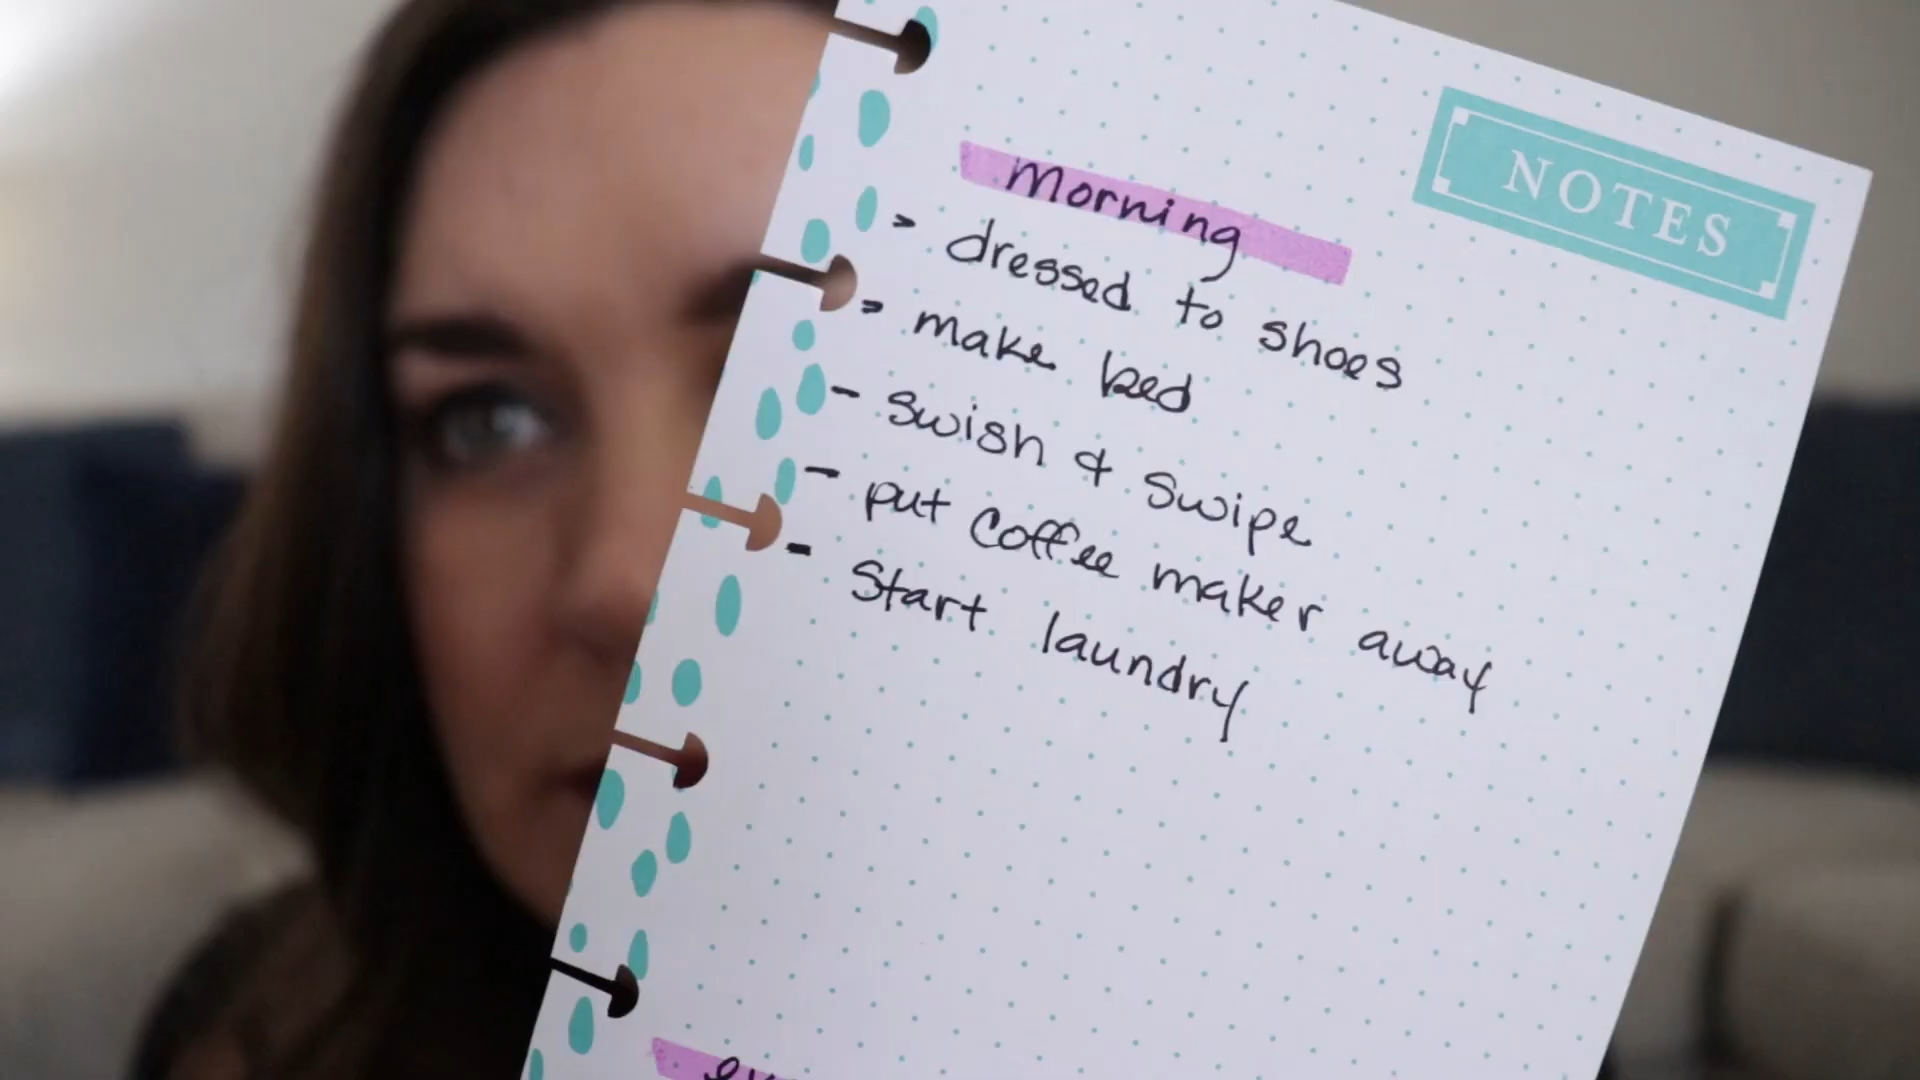 NOTES
Morning
- dressed to shoes
- make bed
- swish & swipe
- put coffee maker away
- Start laundry